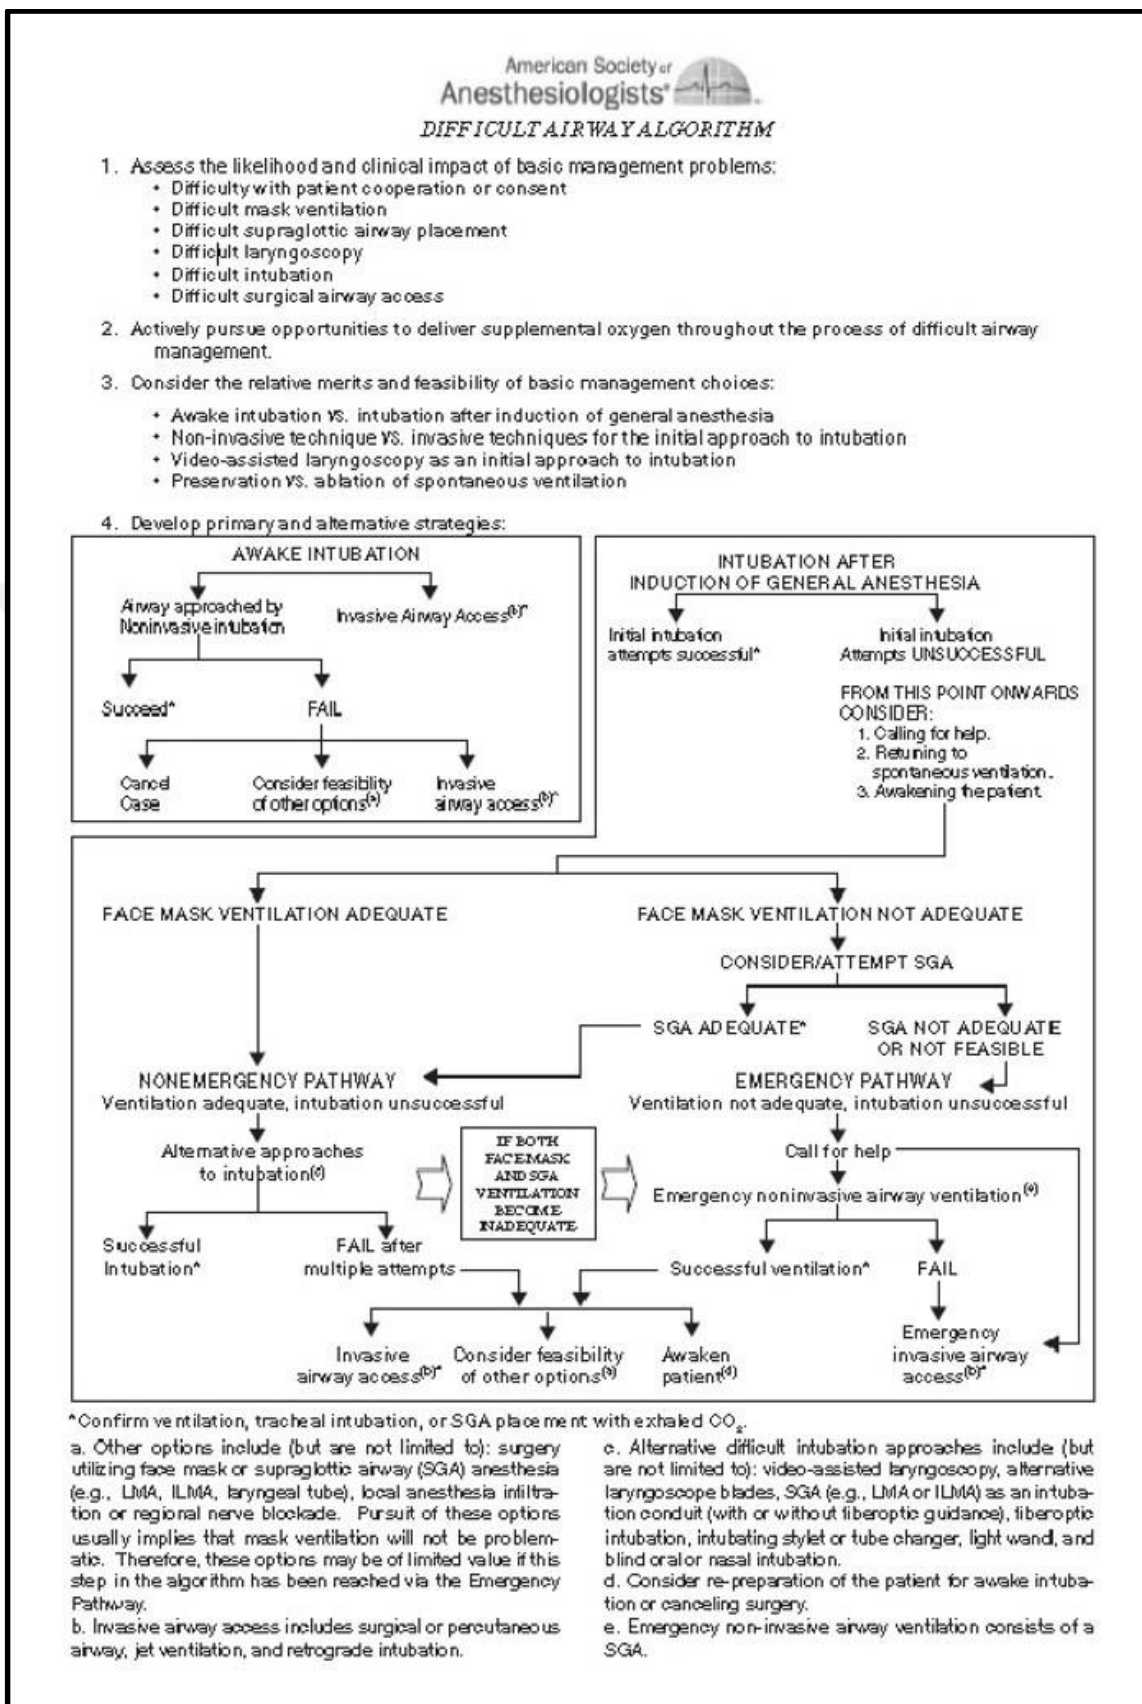 American Society of
Anesthesiologists®
DIFFICULT AIRWAY ALGORITHM
1. Assess the likelihood and clinical impact of basic management problems:
• Difficulty with patient cooperation or consent
• Difficult mask ventilation
• Difficult supraglottic airway placement
• Difficult laryngoscopy
• Difficult intubation
• Difficult surgical airway access
2. Actively pursue opportunities to deliver supplemental oxygen throughout the process of difficult airway
management.
3. Consider the relative merits and feasibility of basic management choices:
• Awake intubation vs. intubation after induction of general anesthesia
• Non-invasive technique vs. invasive techniques for the initial approach to intubation
• Video-assisted laryngoscopy as an initial approach to intubation
• Preservation vs. ablation of spontaneous ventilation
4. Develop primary and alternative strategies:
AWAKE INTUBATION
Airway approached by
Noninvasive intubation
Invasive Airway Access(b)*
Succeed*
FAIL
Cancel
Case
Consider feasibility
of other options(a)
Invasive
airway access(b)*
INTUBATION AFTER
INDUCTION OF GENERAL ANESTHESIA
Initial intubation
attempts successful*
Initial intubation
Attempts UNSUCCESSFUL
FROM THIS POINT ONWARDS
CONSIDER:
1. Calling for help.
2. Returning to
spontaneous ventilation.
3. Awakening the patient.
FACE MASK VENTILATION ADEQUATE
FACE MASK VENTILATION NOT ADEQUATE
CONSIDER/ATTEMPT SGA
SGA ADEQUATE*
SGA NOT ADEQUATE
OR NOT FEASIBLE
NONEMERGENCY PATHWAY
Ventilation adequate, intubation unsuccessful
EMERGENCY PATHWAY
Ventilation not adequate, intubation unsuccessful
Alternative approaches
to intubation(c)
IF BOTH
FACE MASK
AND SGA
VENTILATION
BECOME
INADEQUATE
Call for help
Emergency noninvasive airway ventilation(e)
Successful
Intubation*
FAIL after
multiple attempts
Successful ventilation*
FAIL
Invasive
airway access(b)*
Consider feasibility
of other options(a)
Awaken
patient(d)
Emergency
invasive airway
access(b)*
*Confirm ventilation, tracheal intubation, or SGA placement with exhaled CO2.
a. Other options include (but are not limited to): surgery
utilizing face mask or supraglottic airway (SGA) anesthesia
(e.g., LMA, ILMA, laryngeal tube), local anesthesia infiltra-
tion or regional nerve blockade. Pursuit of these options
usually implies that mask ventilation will not be problem-
atic. Therefore, these options may be of limited value if this
step in the algorithm has been reached via the Emergency
Pathway.
b. Invasive airway access includes surgical or percutaneous
airway, jet ventilation, and retrograde intubation.
c. Alternative difficult intubation approaches include (but
are not limited to): video-assisted laryngoscopy, alternative
laryngoscope blades, SGA (e.g., LMA or ILMA) as an intuba-
tion conduit (with or without fiberoptic guidance), fiberoptic
intubation, intubating stylet or tube changer, light wand, and
blind oral or nasal intubation.
d. Consider re-preparation of the patient for awake intuba-
tion or canceling surgery.
e. Emergency non-invasive airway ventilation consists of a
SGA.